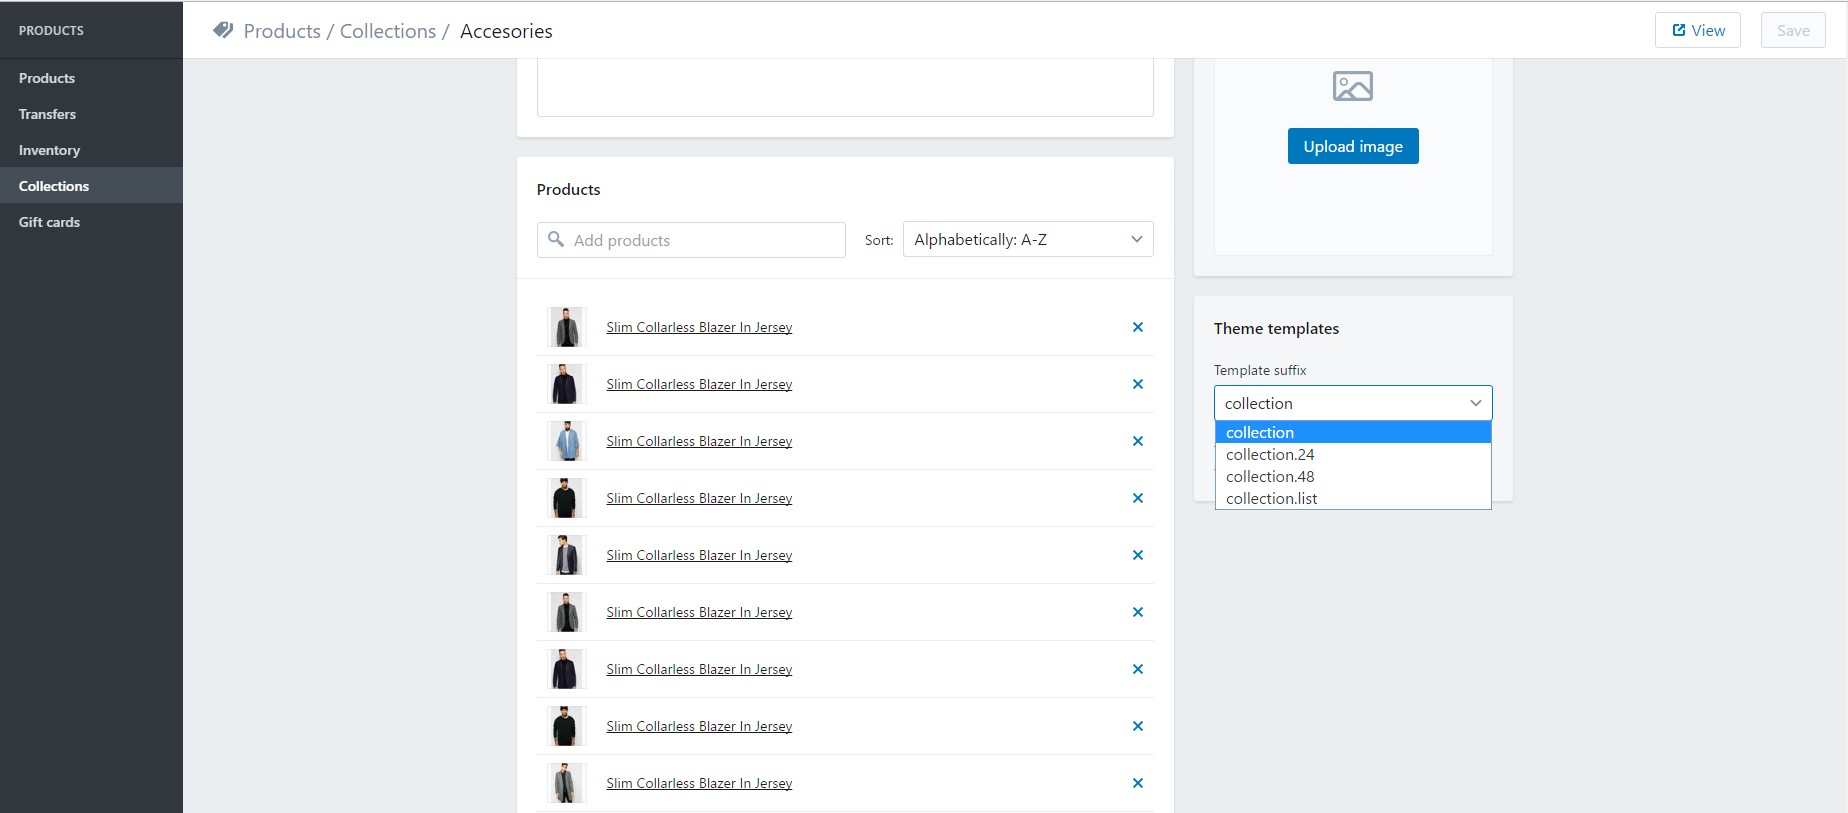 PRODUCTS
Products / Collections / Accesories
View
Save
Products
Transfers
Inventory
Collections
Gift cards
Upload image
Products
Add products
Sort:
Alphabetically: A-Z
Slim Collarless Blazer In Jersey
Slim Collarless Blazer In Jersey
Slim Collarless Blazer In Jersey
Slim Collarless Blazer In Jersey
Slim Collarless Blazer In Jersey
Slim Collarless Blazer In Jersey
Slim Collarless Blazer In Jersey
Slim Collarless Blazer In Jersey
Slim Collarless Blazer In Jersey
Theme templates
Template suffix
collection
collection
collection.24
collection.48
collection.list